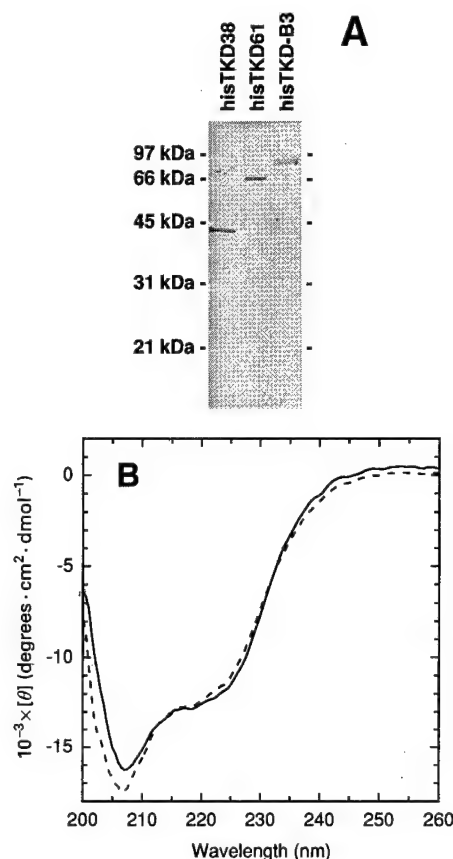 A
hisTKD38
hisTKD61
hisTKD-B3
97 kDa
66 kDa
45 kDa
31 kDa
21 kDa
B
10⁻³×[θ] (degrees · cm² · dmol⁻¹)
0
-5
-10
-15
200 210 220 230 240 250 260
Wavelength (nm)